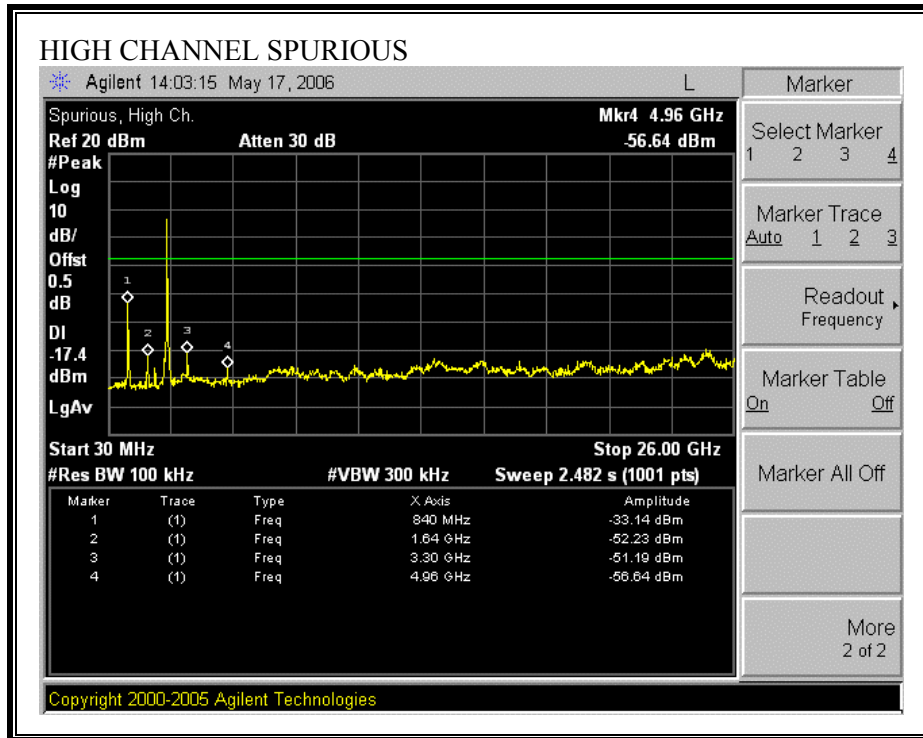 HIGH CHANNEL SPURIOUS
Agilent 14:03:15 May 17, 2006 L
Marker
Spurious, High Ch. Mkr4 4.96 GHz
Ref 20 dBm Atten 30 dB -56.64 dBm
#Peak
Log
10
dB/
Offst
0.5
dB
DI
-17.4
dBm
LgAv
1
2
3
4
Start 30 MHz Stop 26.00 GHz
#Res BW 100 kHz #VBW 300 kHz Sweep 2.482 s (1001 pts)
Marker Trace Type X Axis Amplitude
1 (1) Freq 840 MHz -33.14 dBm
2 (1) Freq 1.64 GHz -52.23 dBm
3 (1) Freq 3.30 GHz -51.19 dBm
4 (1) Freq 4.96 GHz -56.64 dBm
Select Marker
1 2 3 4
Marker Trace
Auto 1 2 3
Readout
Frequency
Marker Table
On Off
Marker All Off
More
2 of 2
Copyright 2000-2005 Agilent Technologies